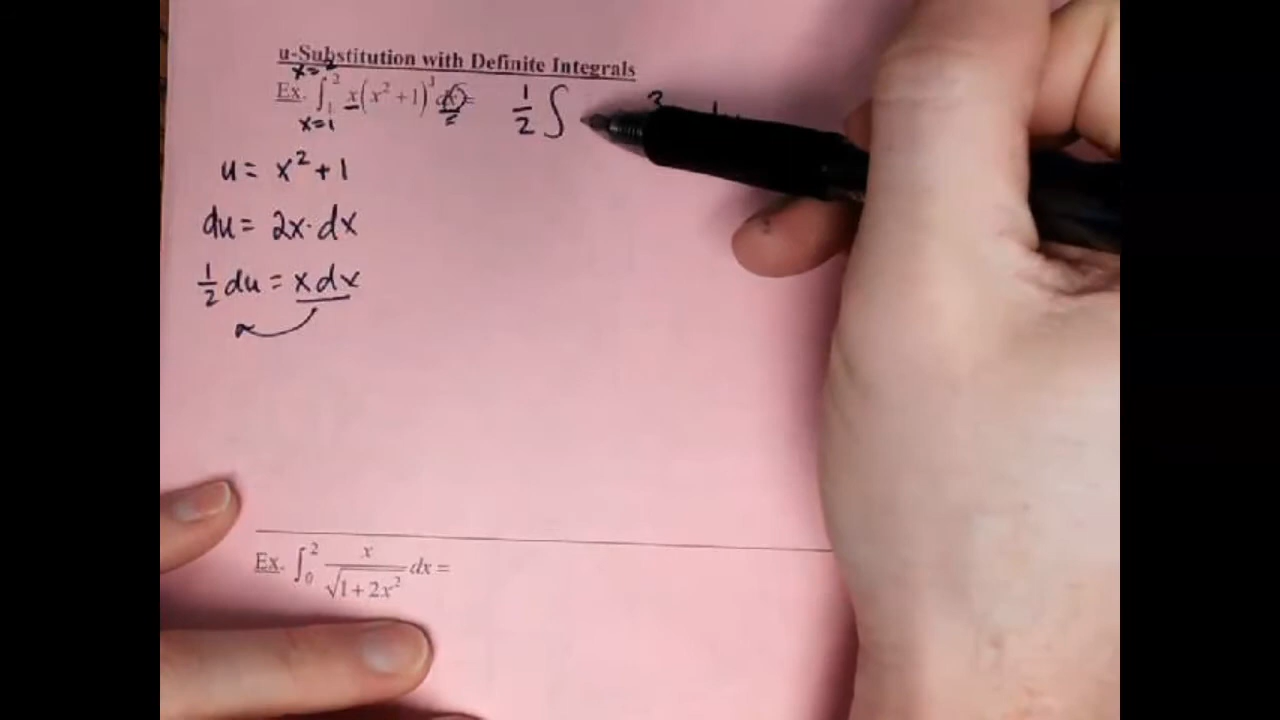 u-Substitution with Definite Integrals
x=2
Ex. ∫₁² x(x² + 1)³ dx = ½ ∫ ³
x=1
u = x² + 1
du = 2x · dx
½ du = x dx
Ex. ∫₀² x/√(1 + 2x²) dx =